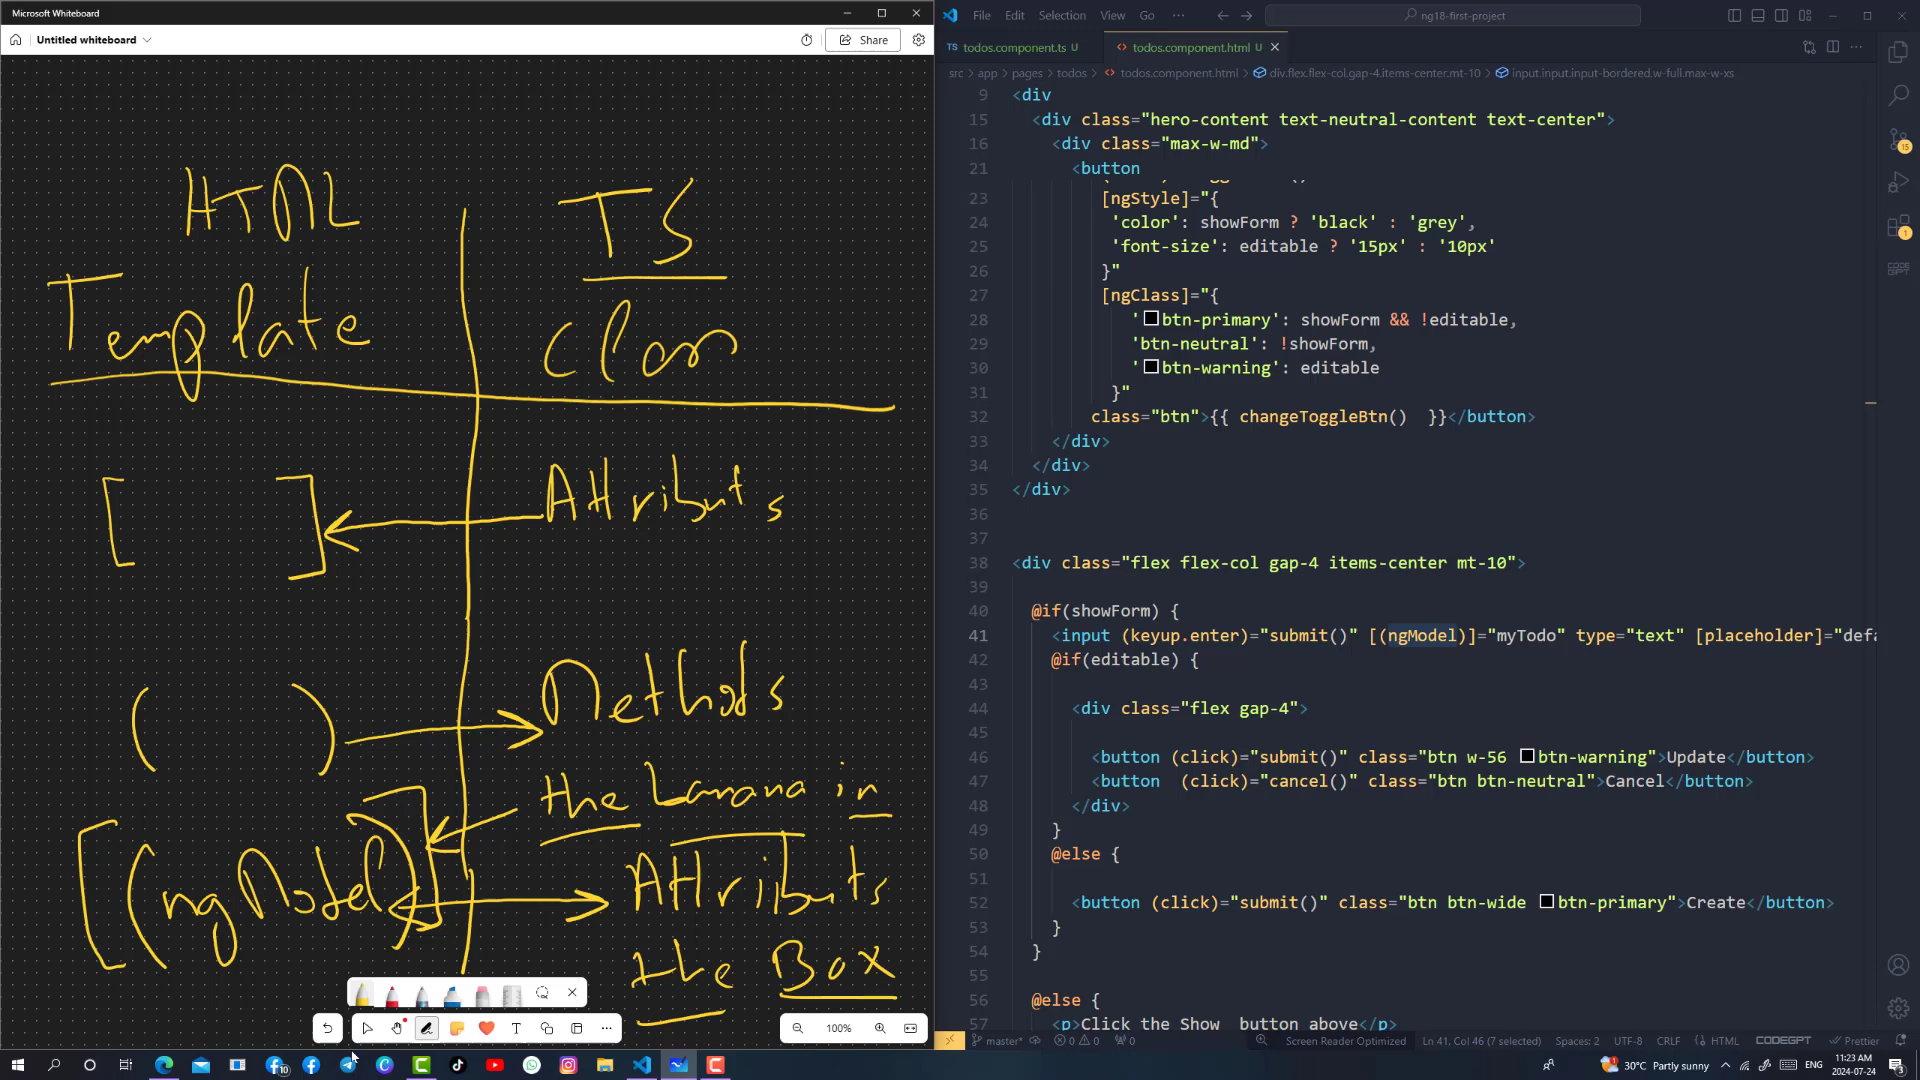 Microsoft Whiteboard
Untitled whiteboard
Share
HTML
TS
Template
Class
[ ]
Attributs
( )
Methods
the banana in
[(ngModel)]
Attributs
the Box
100%
File Edit Selection View Go ···
ng18-first-project
TS todos.component.ts U
<> todos.component.html U
src > app > pages > todos > <> todos.component.html > div.flex.flex-col.gap-4.items-center.mt-10 > input.input.input-bordered.w-full.max-w-xs
9 <div
15 <div class="hero-content text-neutral-content text-center">
16 <div class="max-w-md">
21 <button
23 [ngStyle]="{
24 'color': showForm ? 'black' : 'grey',
25 'font-size': editable ? '15px' : '10px'
26 }"
27 [ngClass]="{
28 'btn-primary': showForm && !editable,
29 'btn-neutral': !showForm,
30 'btn-warning': editable
31 }"
32 class="btn">{{ changeToggleBtn() }}</button>
33 </div>
34 </div>
35 </div>
36
37
38 <div class="flex flex-col gap-4 items-center mt-10">
39
40 @if(showForm) {
41 <input (keyup.enter)="submit()" [(ngModel)]="myTodo" type="text" [placeholder]="defa
42 @if(editable) {
43
44 <div class="flex gap-4">
45
46 <button (click)="submit()" class="btn w-56 btn-warning">Update</button>
47 <button (click)="cancel()" class="btn btn-neutral">Cancel</button>
48 </div>
49 }
50 @else {
51
52 <button (click)="submit()" class="btn btn-wide btn-primary">Create</button>
53 }
54 }
55
56 @else {
57 <p>Click the Show button above</p>
15
1
master*
0 0 0
Screen Reader Optimized
Ln 41, Col 46 (7 selected)
Spaces: 2
UTF-8
CRLF
HTML
CODEGPT
Prettier
10
30°C Partly sunny
ENG
11:23 AM
2024-07-24
3